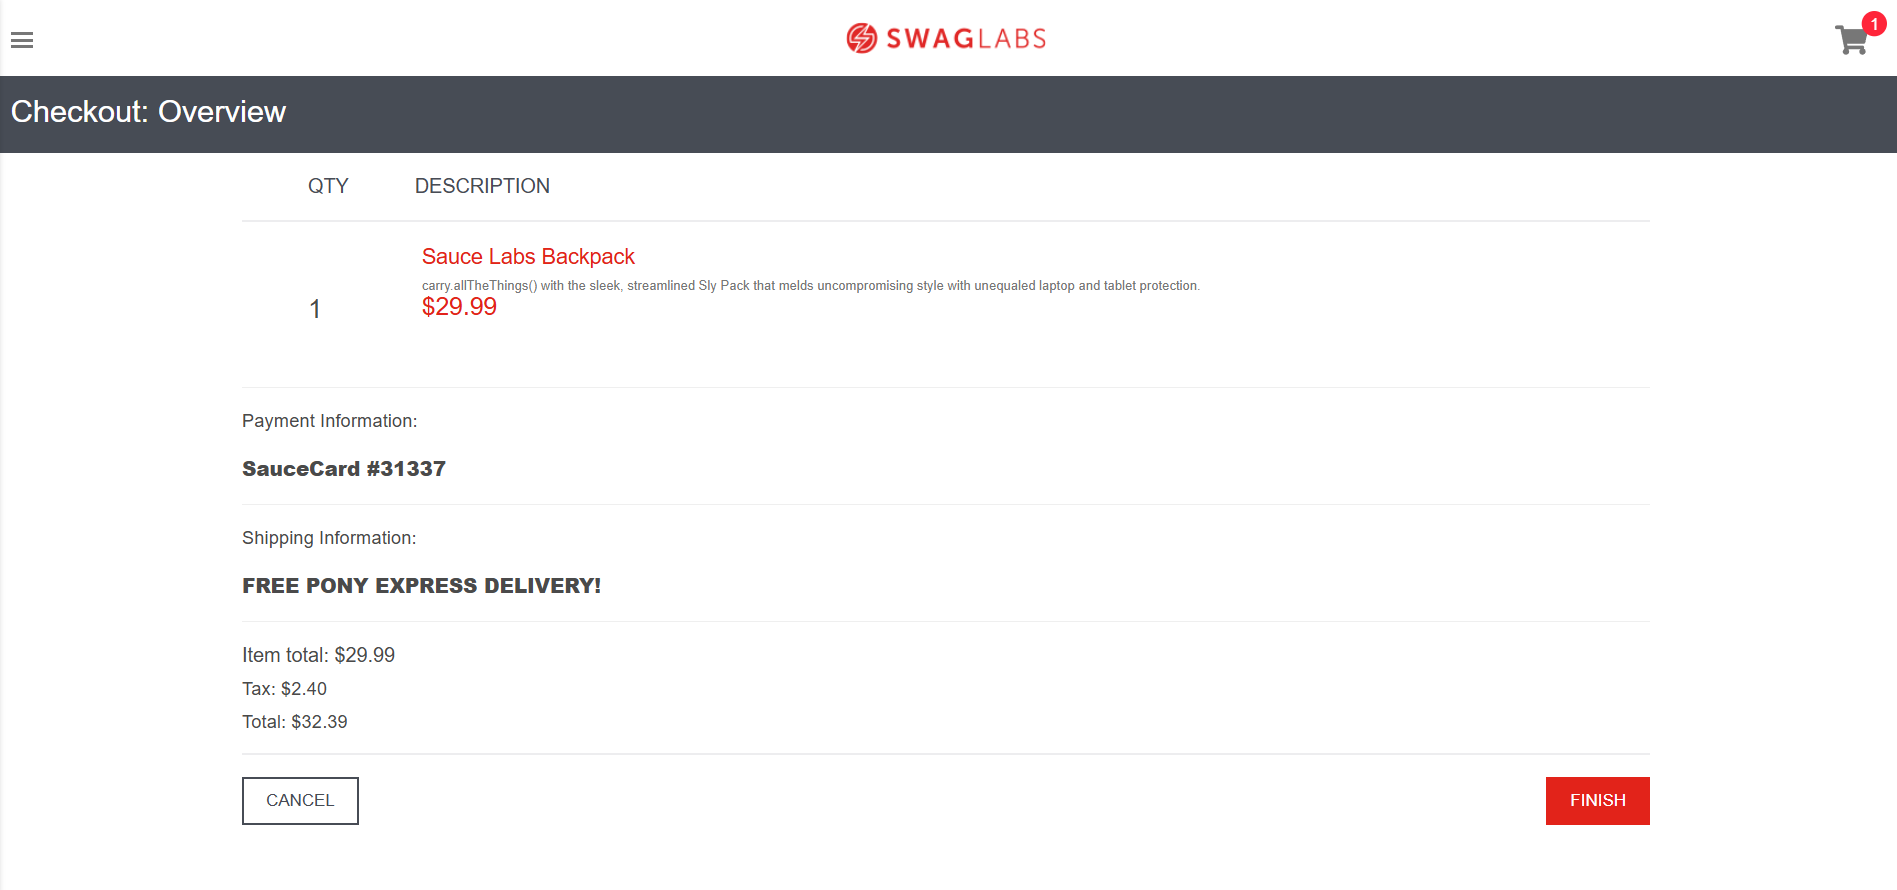 SWAGLABS
1
Checkout: Overview
QTY DESCRIPTION
Sauce Labs Backpack
carry.allTheThings() with the sleek, streamlined Sly Pack that melds uncompromising style with unequaled laptop and tablet protection.
1
$29.99
Payment Information:
SauceCard #31337
Shipping Information:
FREE PONY EXPRESS DELIVERY!
Item total: $29.99
Tax: $2.40
Total: $32.39
CANCEL FINISH